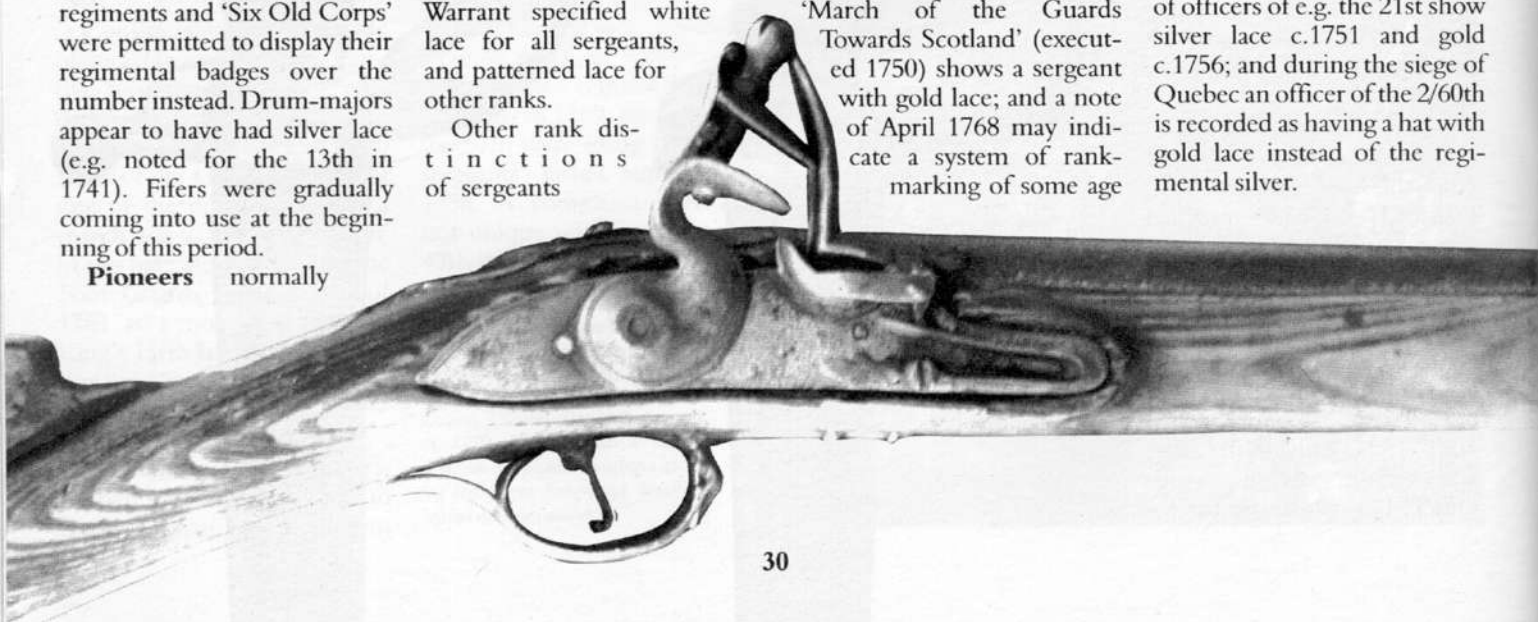 regiments and ‘Six Old Corps’
were permitted to display their
regimental badges over the
number instead. Drum-majors
appear to have had silver lace
(e.g. noted for the 13th in
1741). Fifers were gradually
coming into use at the begin-
ning of this period.
Pioneers normally
Warrant specified white
lace for all sergeants,
and patterned lace for
other ranks.
Other rank dis-
tinctions
of sergeants
‘March of the Guards
Towards Scotland’ (execut-
ed 1750) shows a sergeant
with gold lace; and a note
of April 1768 may indi-
cate a system of rank-
marking of some age
of officers of e.g. the 21st show
silver lace c.1751 and gold
c.1756; and during the siege of
Quebec an officer of the 2/60th
is recorded as having a hat with
gold lace instead of the regi-
mental silver.
30